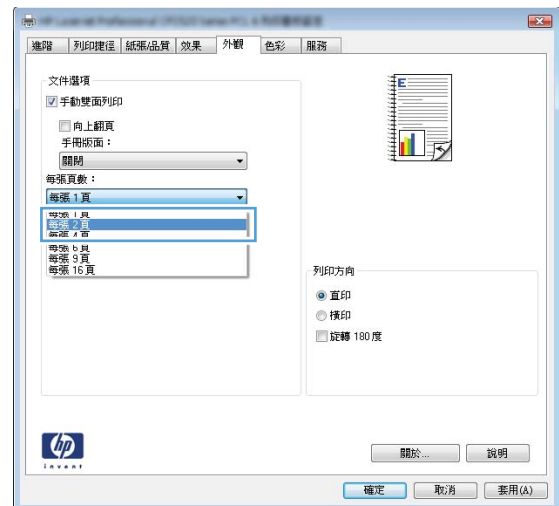 進階 列印捷徑 紙張/品質 效果 外觀 色彩 服務
文件選項
手動雙面列印
向上翻頁
手冊版面：
關閉
每張頁數：
每張 1 頁
每張 1 頁
每張 2 頁
每張 4 頁
每張 6 頁
每張 9 頁
每張 16 頁
E
列印方向
直印
橫印
旋轉 180 度
hp
invent
關於... 說明
確定 取消 套用(A)